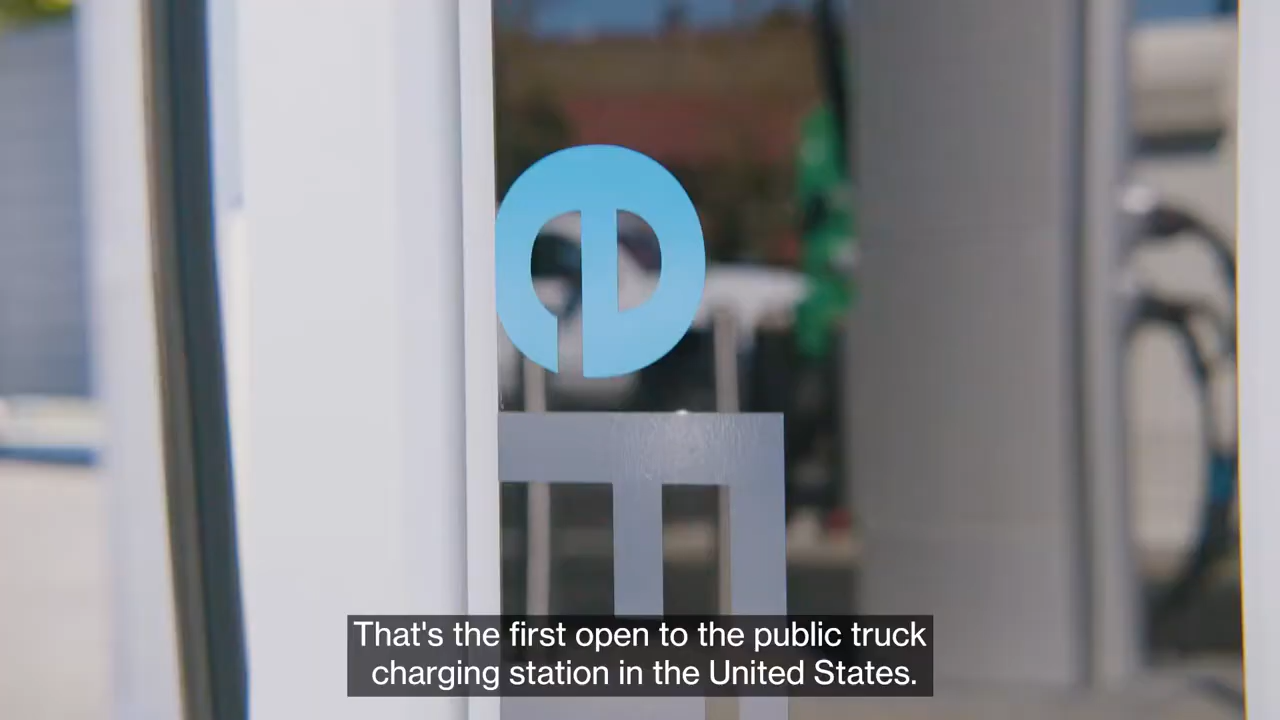 That's the first open to the public truck
charging station in the United States.